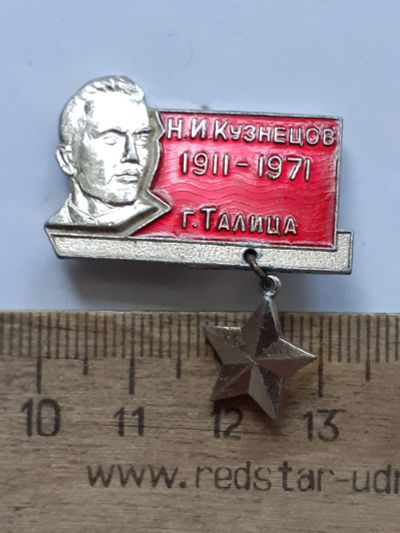 Н.И.Кузнецов
1911-1971
г.Талица
10 11 12 13
www.redstar-udm